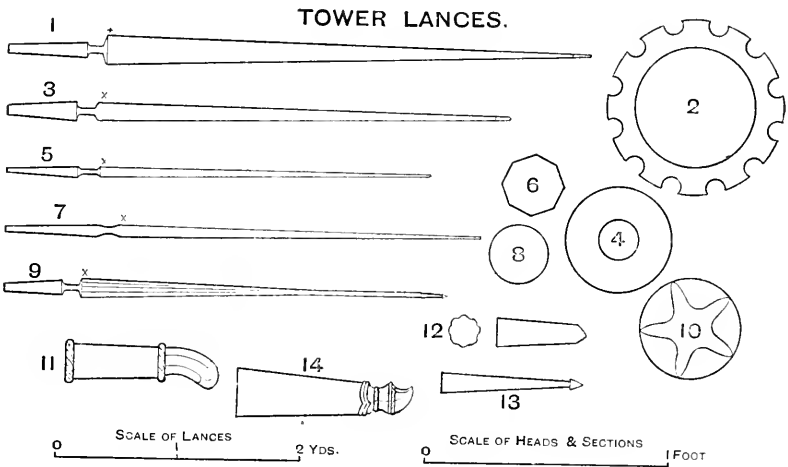 TOWER LANCES.
1
2
3
5
6
7
4
8
9
10
12
11
14
13
SCALE OF LANCES
0 2 YDS.
SCALE OF HEADS & SECTIONS
0 1 FOOT